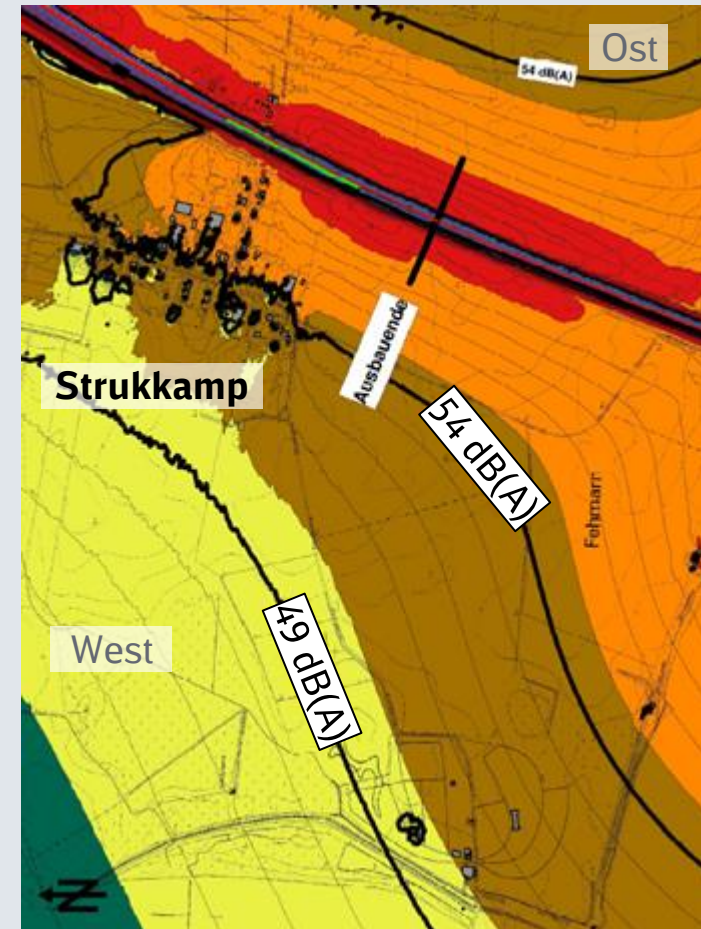 Ost
54 dB(A)
Ausbauende
Strukkamp
54 dB(A)
Fehmarn
49 dB(A)
West
N